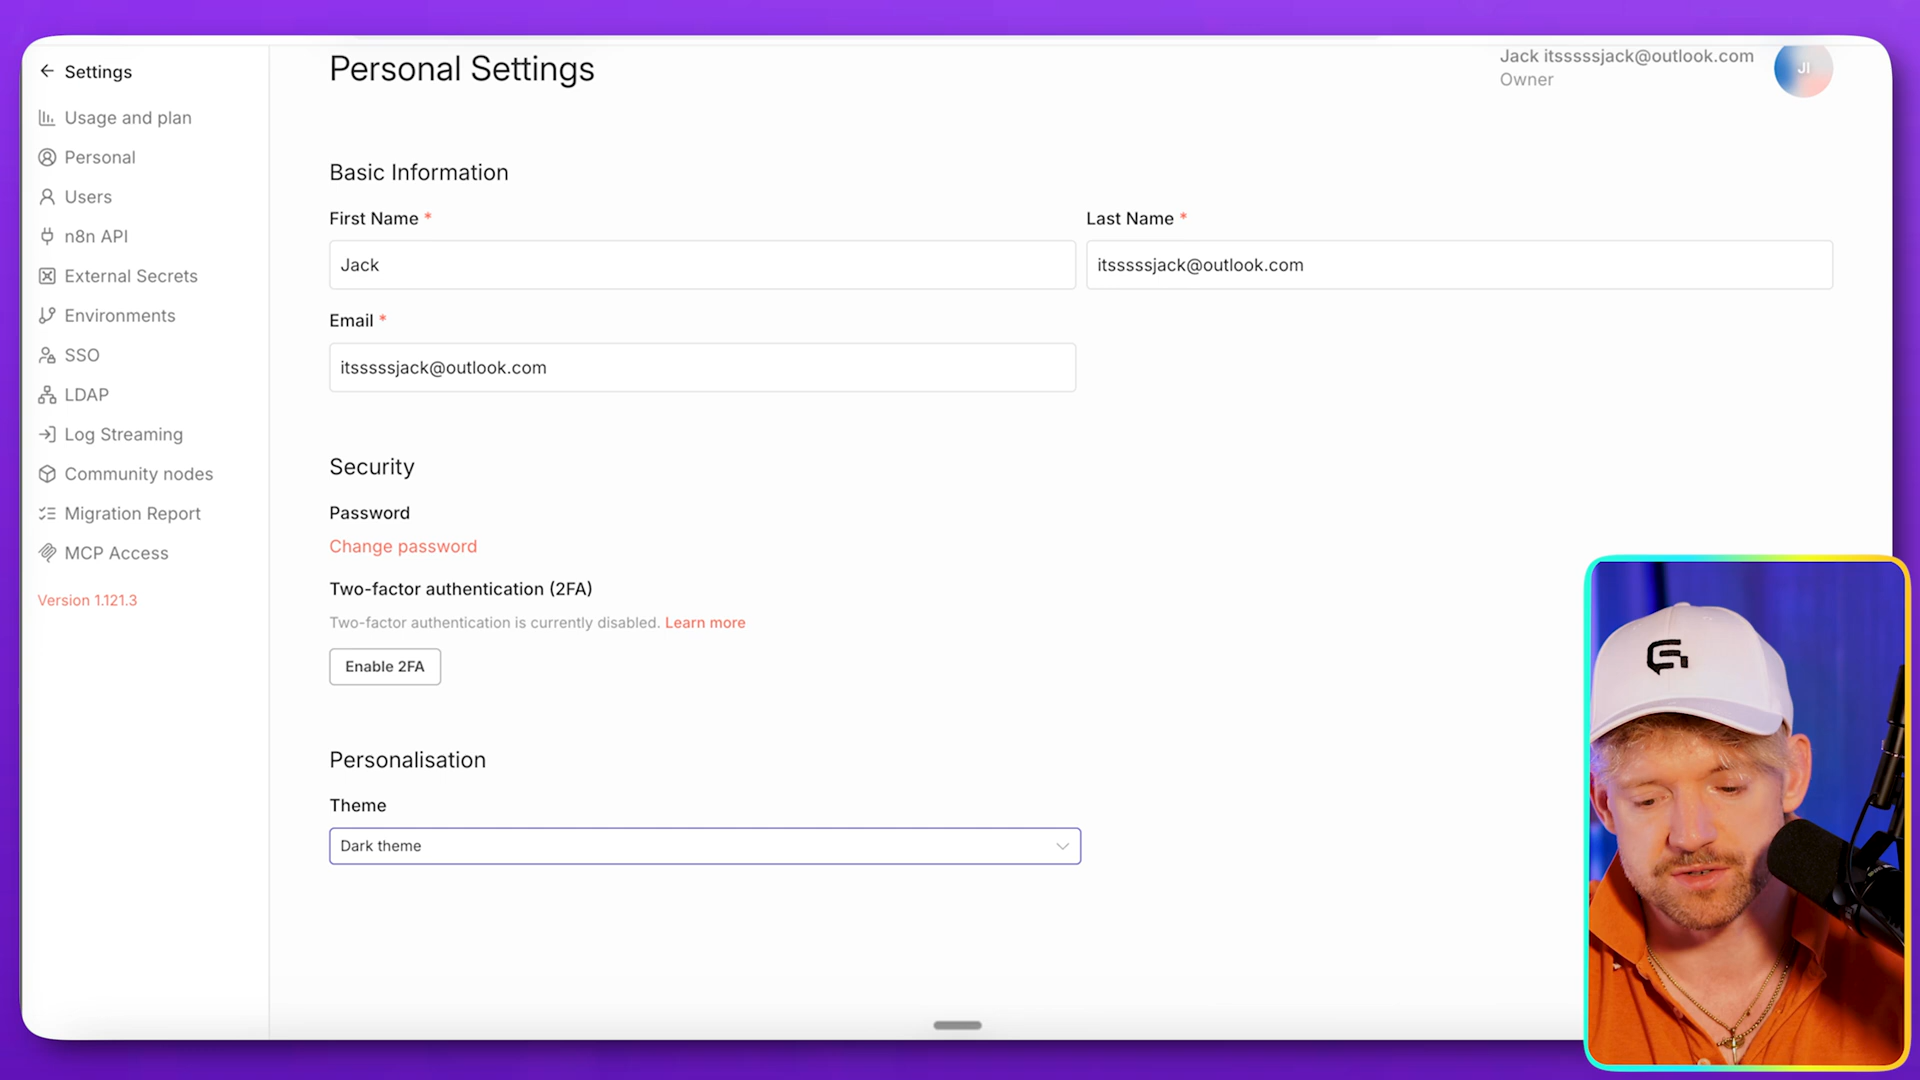 Settings
Usage and plan
Personal
Users
n8n API
External Secrets
Environments
SSO
LDAP
Log Streaming
Community nodes
Migration Report
MCP Access
Version 1.121.3
Personal Settings
Jack itsssssjack@outlook.com
Owner
JI
Basic Information
First Name *
Last Name *
Jack
itsssssjack@outlook.com
Email *
itsssssjack@outlook.com
Security
Password
Change password
Two-factor authentication (2FA)
Two-factor authentication is currently disabled. Learn more
Enable 2FA
Personalisation
Theme
Dark theme